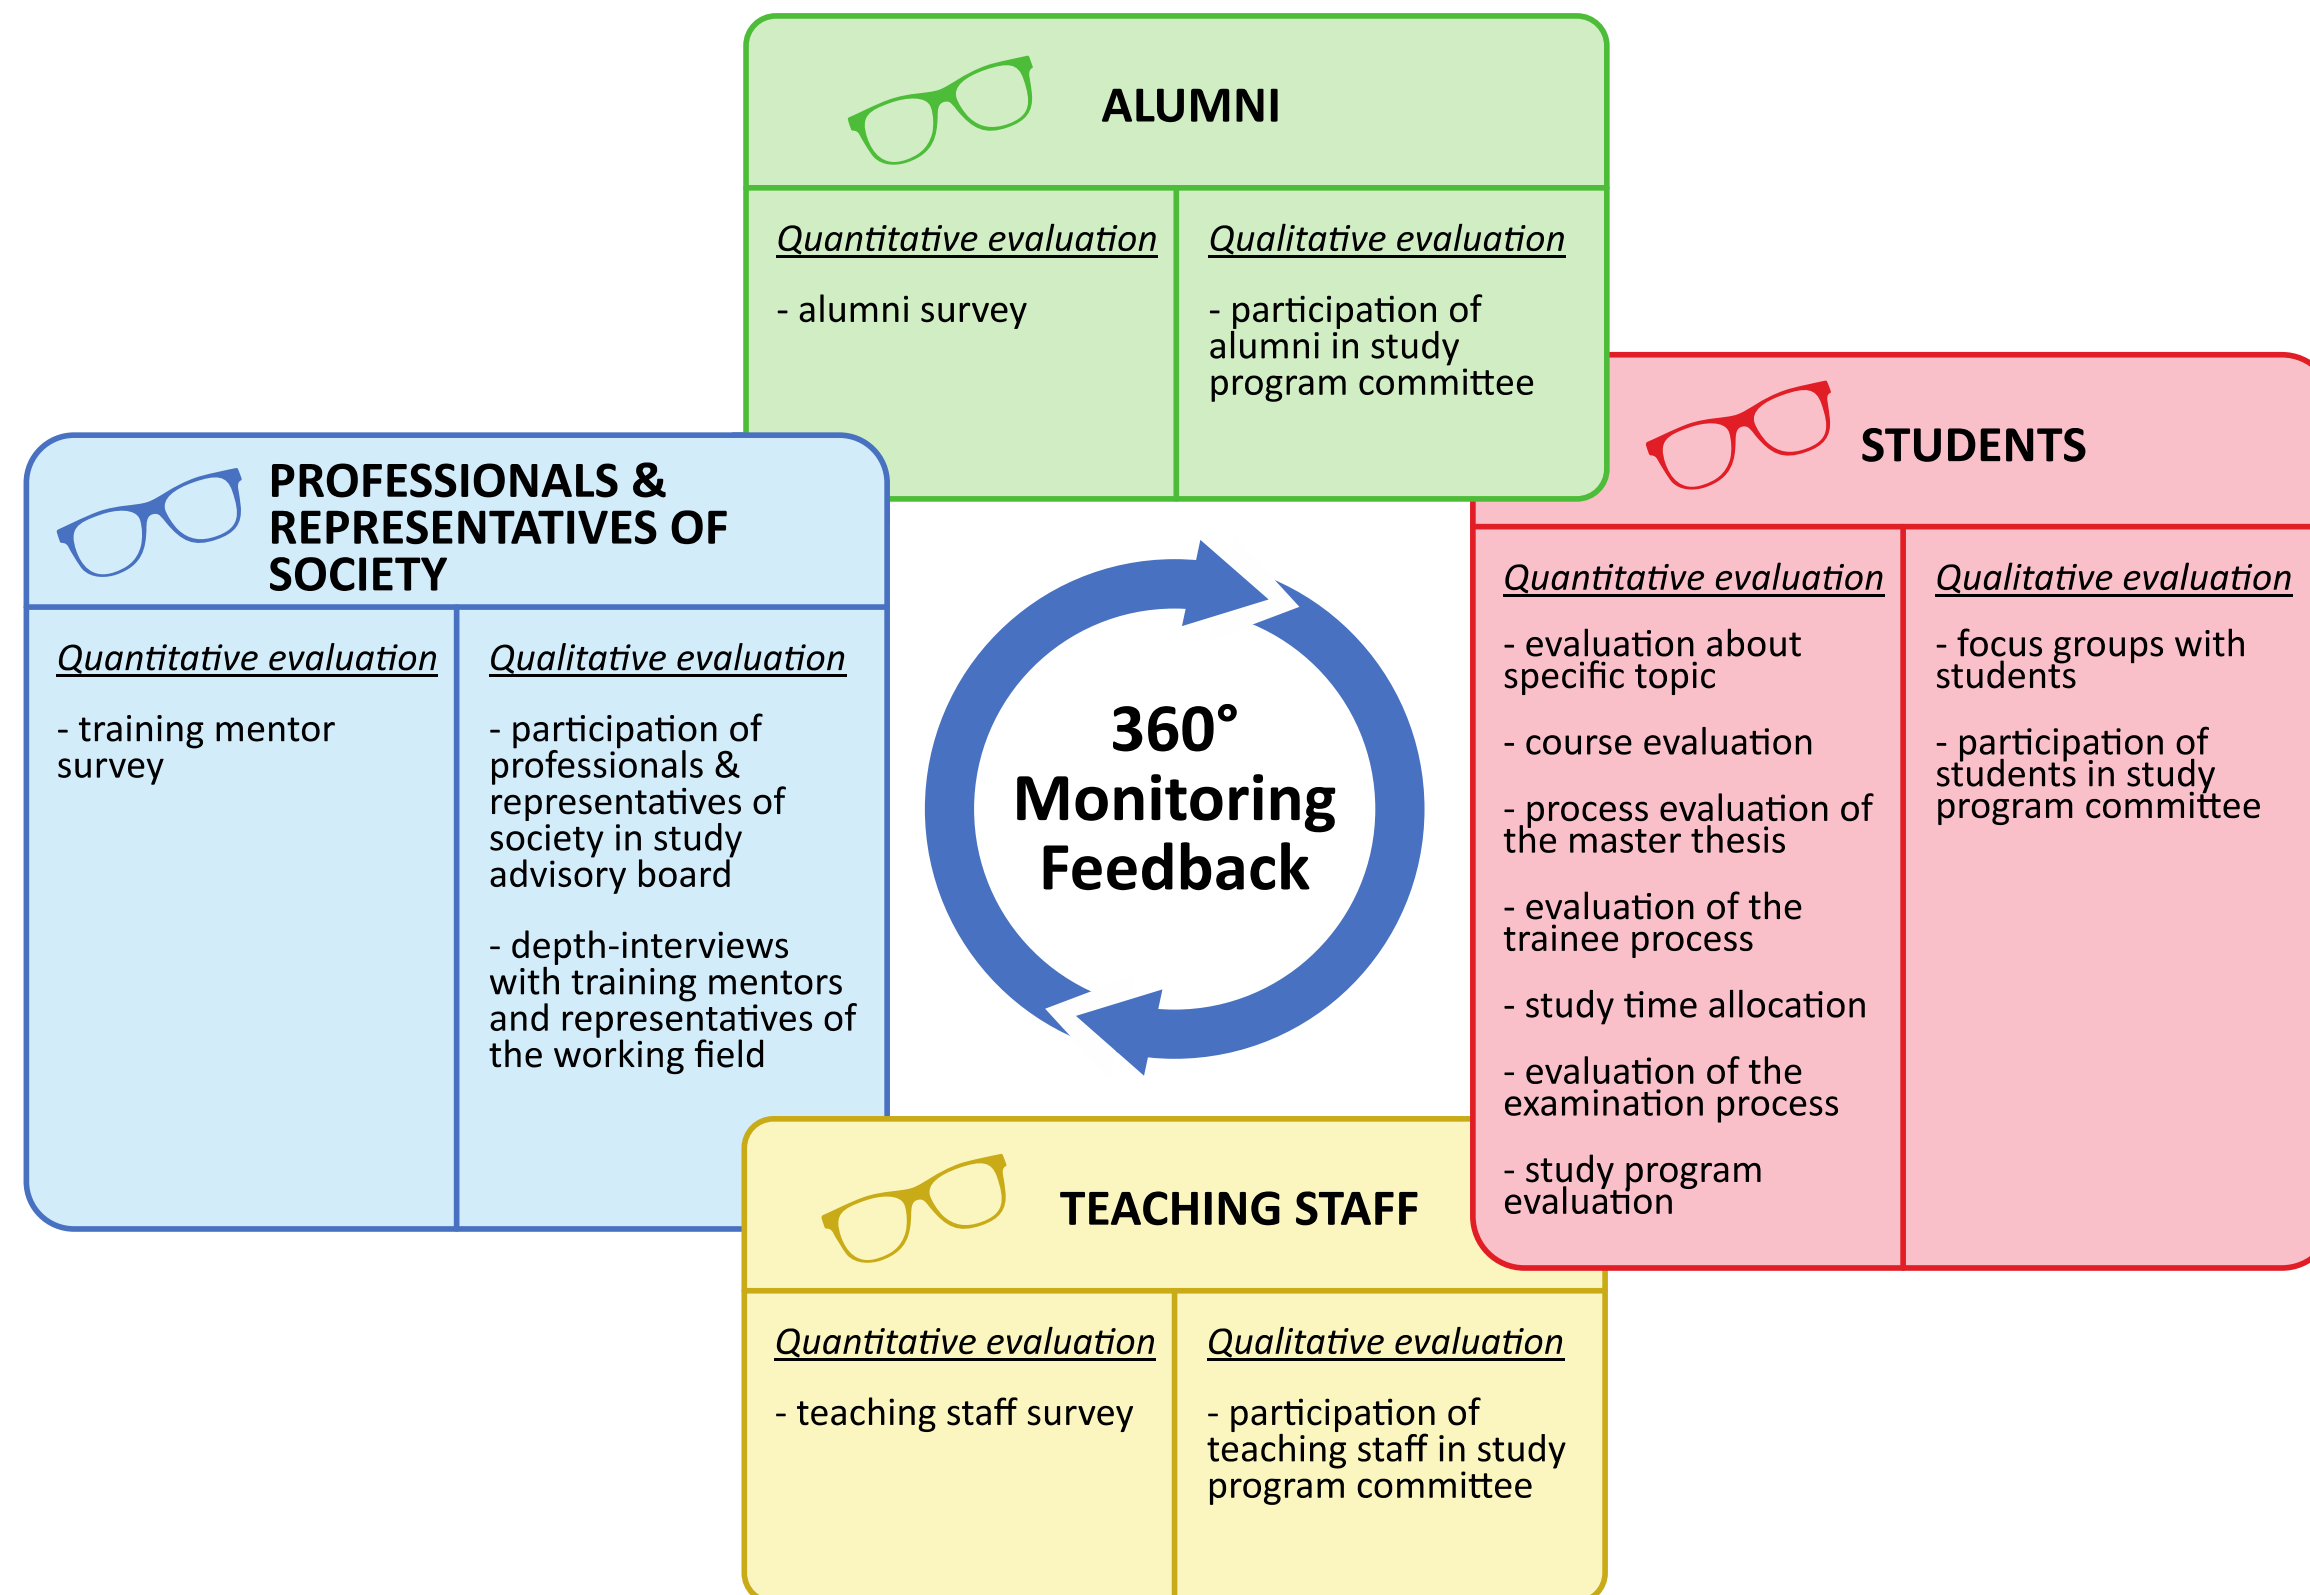 ALUMNI
Quantitative evaluation
- alumni survey
Qualitative evaluation
- participation of
alumni in study
program committee
PROFESSIONALS &
REPRESENTATIVES OF
SOCIETY
Quantitative evaluation
- training mentor
survey
Qualitative evaluation
- participation of
professionals &
representatives of
society in study
advisory board
- depth-interviews
with training mentors
and representatives of
the working field
360°
Monitoring
Feedback
STUDENTS
Quantitative evaluation
- evaluation about
specific topic
- course evaluation
- process evaluation of
the master thesis
- evaluation of the
trainee process
- study time allocation
- evaluation of the
examination process
- study program
evaluation
Qualitative evaluation
- focus groups with
students
- participation of
students in study
program committee
TEACHING STAFF
Quantitative evaluation
- teaching staff survey
Qualitative evaluation
- participation of
teaching staff in study
program committee